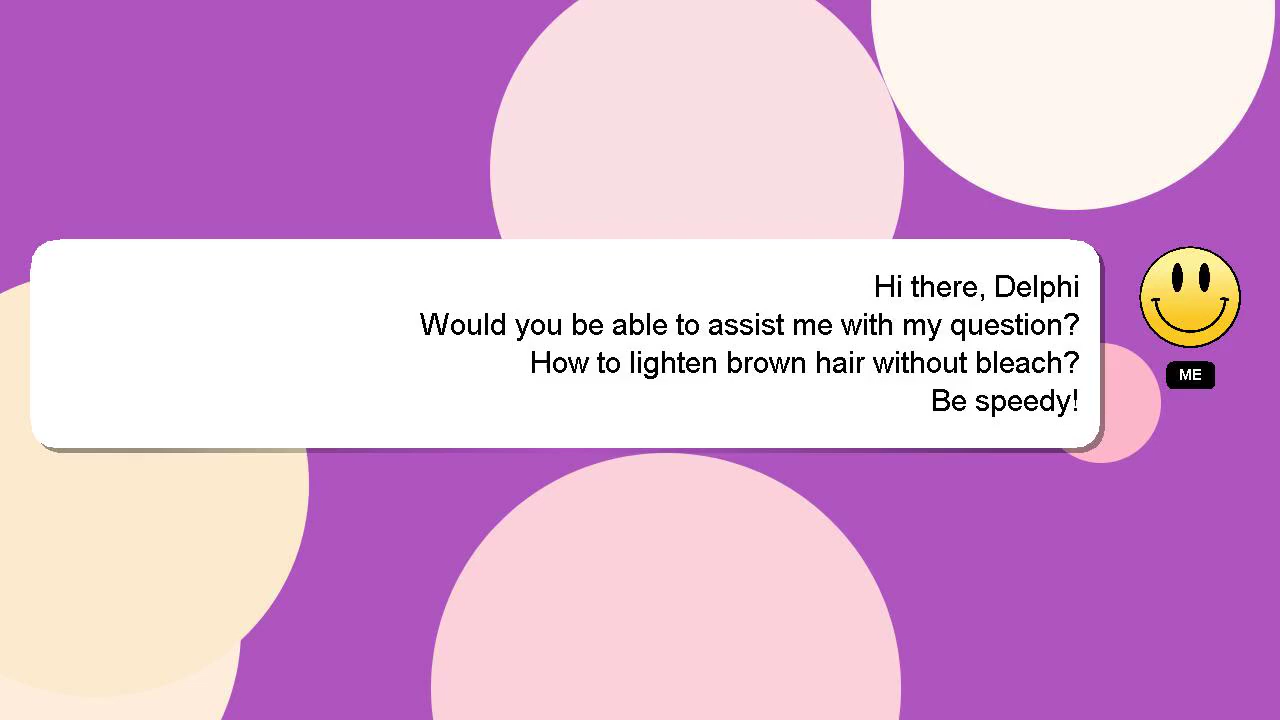 Hi there, Delphi
Would you be able to assist me with my question?
How to lighten brown hair without bleach?
Be speedy!
ME